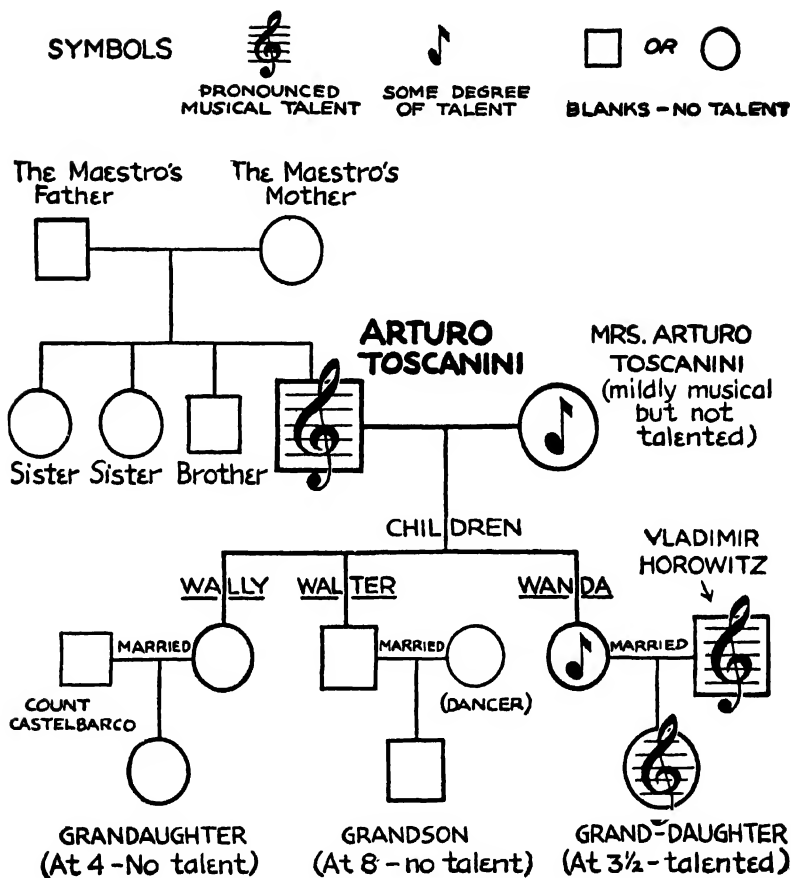 SYMBOLS
PRONOUNCED
MUSICAL TALENT
SOME DEGREE
OF TALENT
OR
BLANKS - NO TALENT
The Maestro's
Father
The Maestro's
Mother
ARTURO
TOSCANINI
MRS. ARTURO
TOSCANINI
(mildly musical
but not
talented)
Sister Sister Brother
CHILDREN
VLADIMIR
HOROWITZ
WALLY WALTER WANDA
MARRIED MARRIED MARRIED
COUNT
CASTELBARCO
(DANCER)
GRANDAUGHTER
(At 4 - No talent)
GRANDSON
(At 8 - no talent)
GRAND-DAUGHTER
(At 3½ - talented)